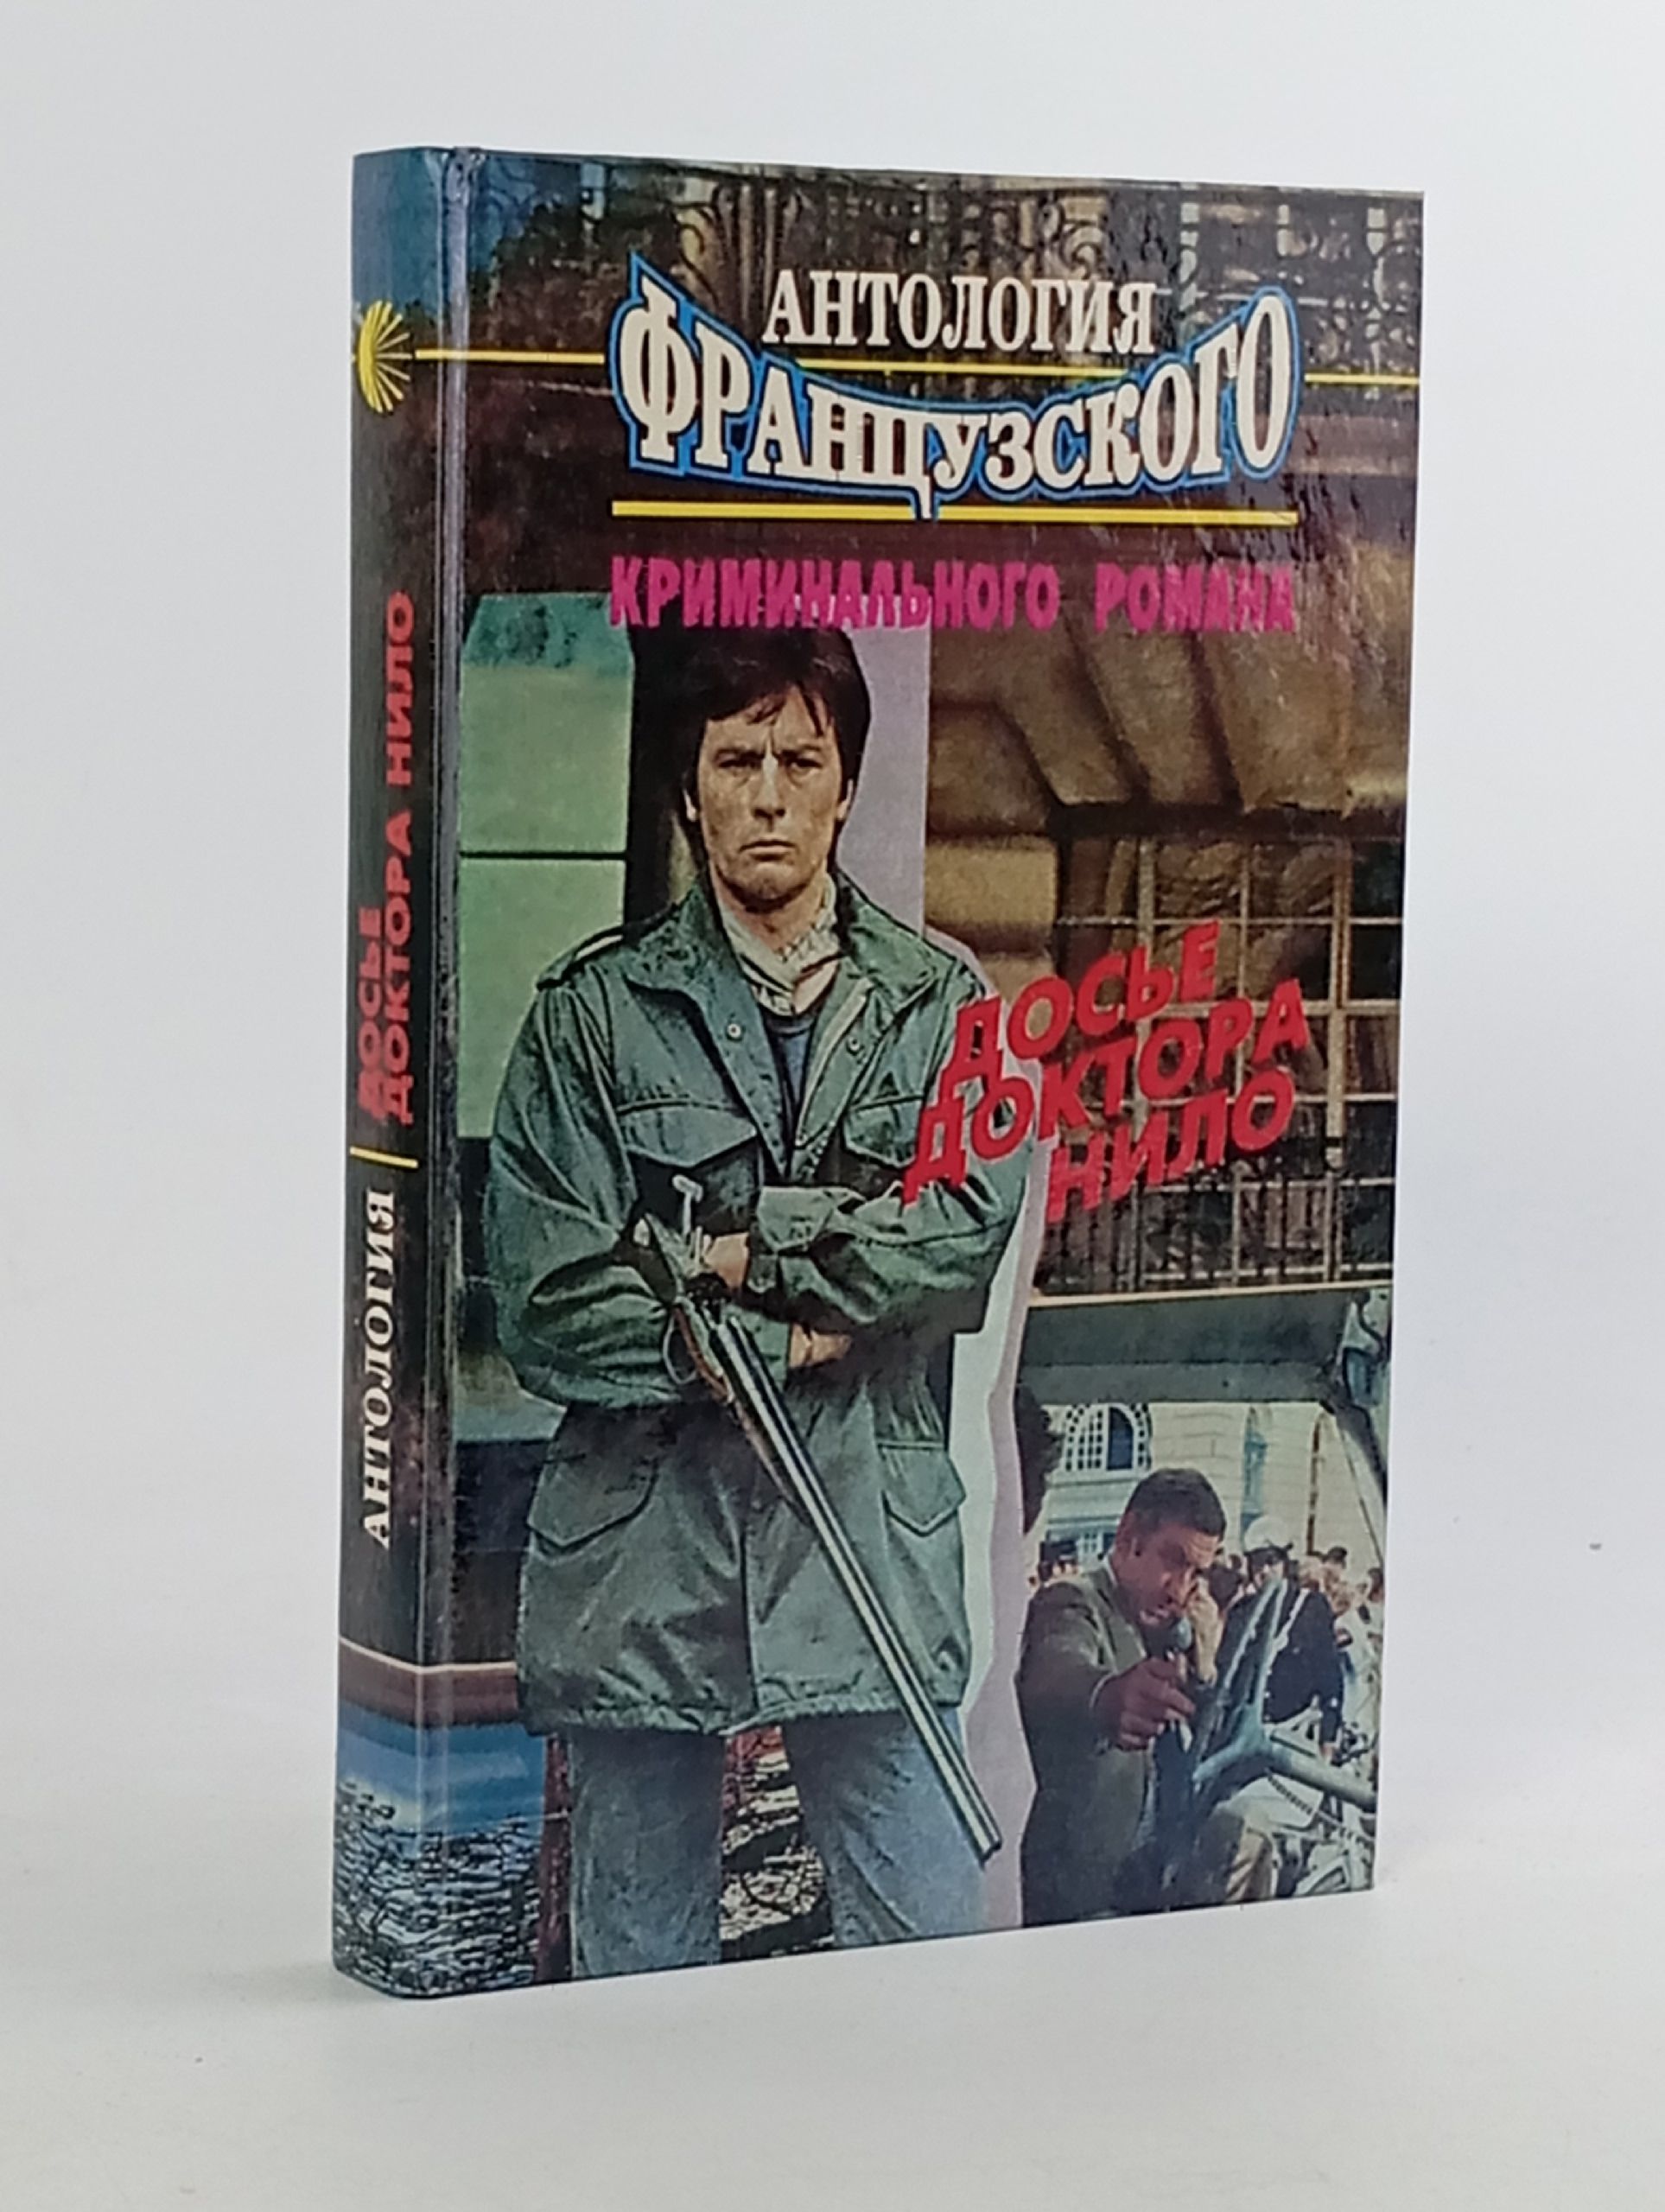 АНТОЛОГИЯ
ФРАНЦУЗСКОГО
КРИМИНАЛЬНОГО РОМАНА
ДОСЬЕ
ДОКТОРА
НИЛО
АНТОЛОГИЯ
ДОСЬЕ
ДОКТОРА НИЛО